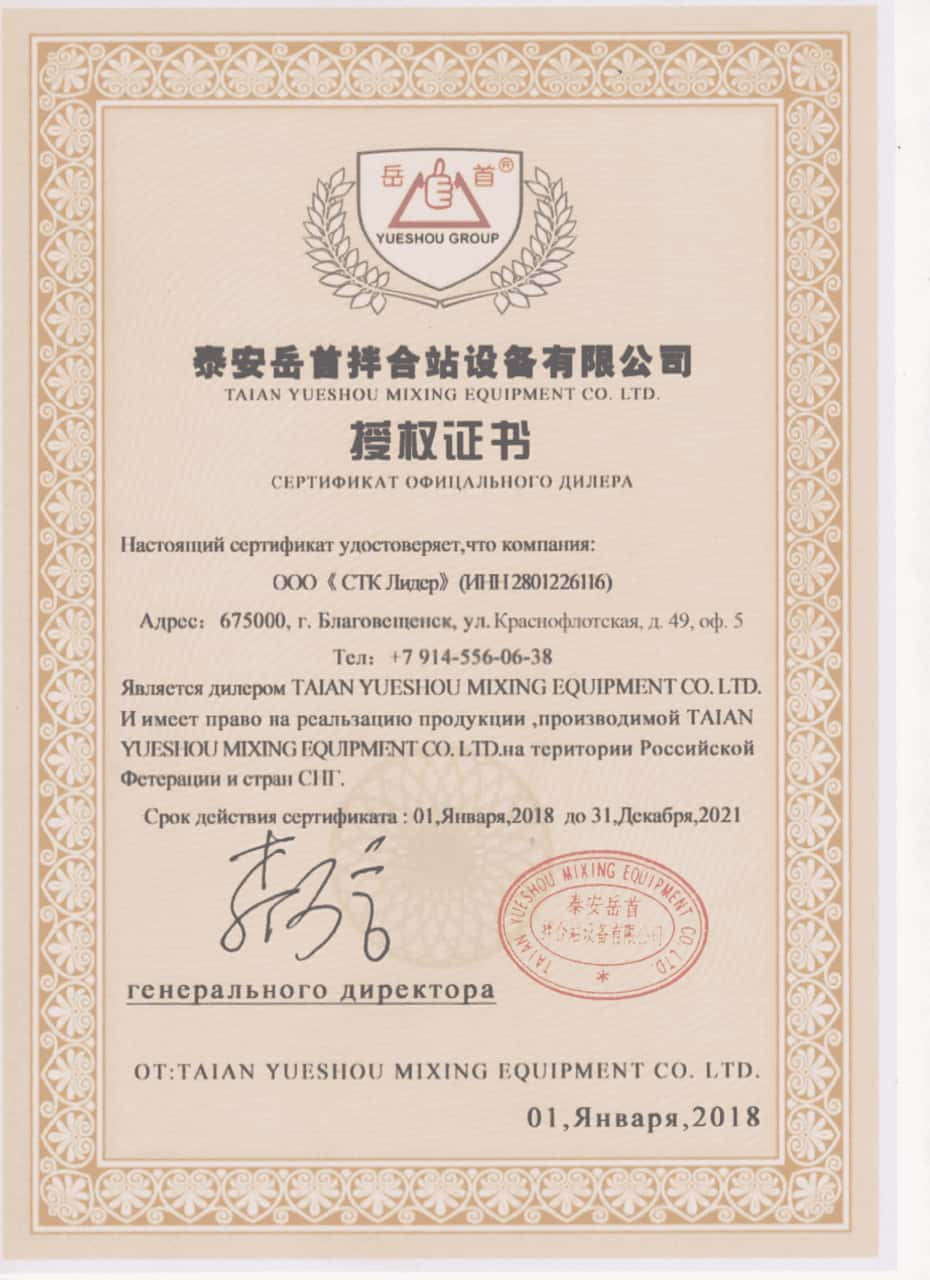 岳 首®
YUESHOU GROUP
泰安岳首拌合站设备有限公司
TAIAN YUESHOU MIXING EQUIPMENT CO. LTD.
授权证书
СЕРТИФИКАТ ОФИЦАЛЬНОГО ДИЛЕРА
Настоящий сертификат удостоверяет,что компания:
ООО《 СТК Лидер》(ИНН 2801226116)
Адрес: 675000, г. Благовещенск, ул. Краснофлотская, д. 49, оф. 5
Тел: +7 914-556-06-38
Является дилером TAIAN YUESHOU MIXING EQUIPMENT CO. LTD.
И имеет право на реальзацию продукции ,производимой TAIAN
YUESHOU MIXING EQUIPMENT CO. LTD.на територии Российской
Фетерации и стран СНГ.
Срок действия сертификата : 01,Января,2018 до 31,Декабря,2021
TAIAN YUESHOU MIXING EQUIPMENT CO LTD.
泰安岳首
拌合站设备有限公司
генерального директора
ОТ:TAIAN YUESHOU MIXING EQUIPMENT CO. LTD.
01,Января,2018